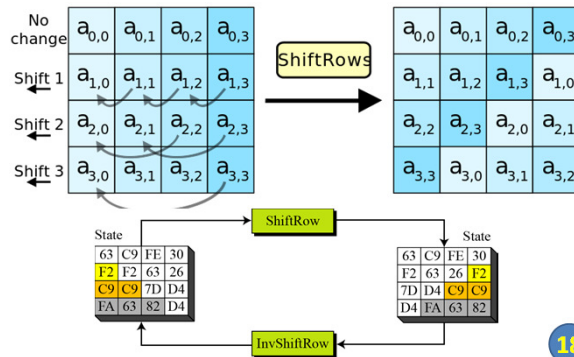 No change
a0,0 a0,1 a0,2 a0,3
Shift 1
a1,0 a1,1 a1,2 a1,3
Shift 2
a2,0 a2,1 a2,2 a2,3
Shift 3
a3,0 a3,1 a3,2 a3,3
ShiftRows
a0,0 a0,1 a0,2 a0,3
a1,1 a1,2 a1,3 a1,0
a2,2 a2,3 a2,0 a2,1
a3,3 a3,0 a3,1 a3,2
ShiftRow
State
63 C9 FE 30
F2 F2 63 26
C9 C9 7D D4
FA 63 82 D4
State
63 C9 FE 30
F2 63 26 F2
7D D4 C9 C9
D4 FA 63 82
InvShiftRow
18